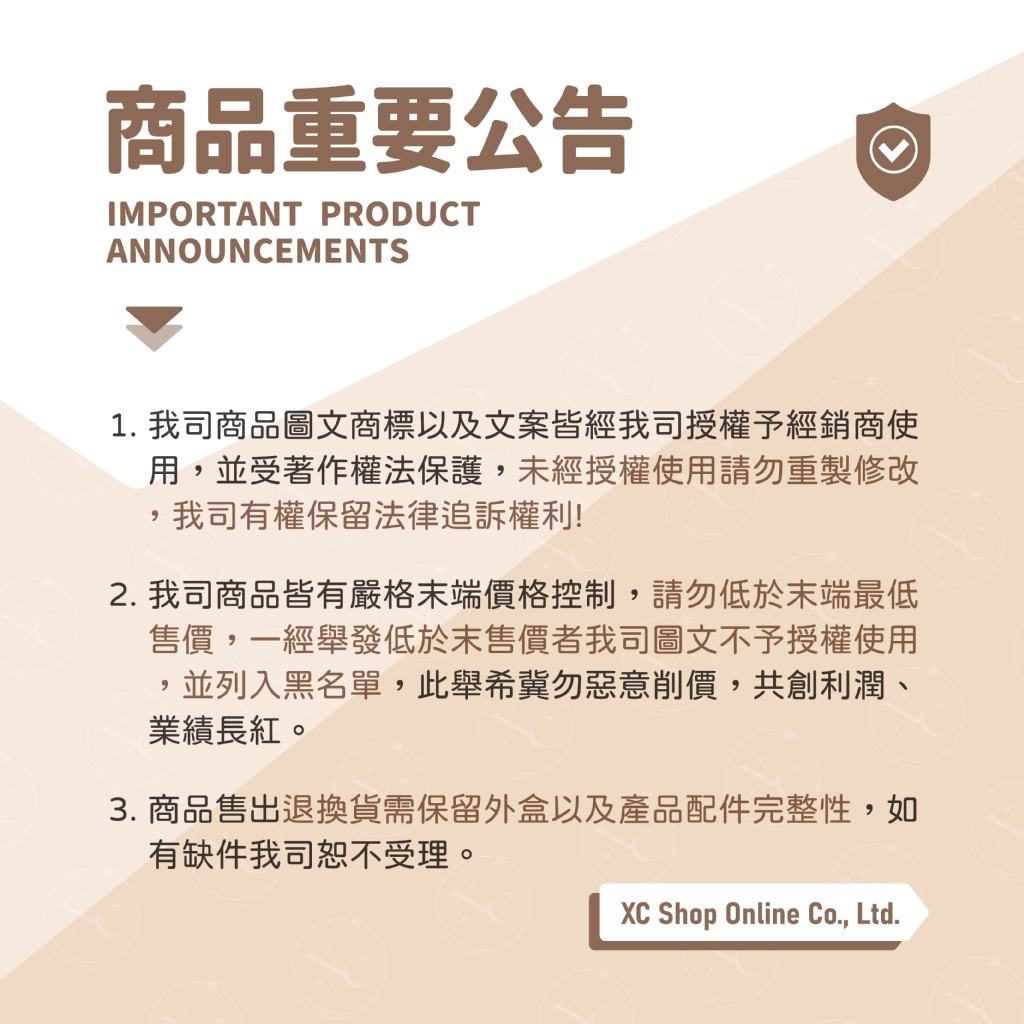 商品重要公告
IMPORTANT PRODUCT
ANNOUNCEMENTS
1. 我司商品圖文商標以及文案皆經我司授權予經銷商使
用，並受著作權法保護，未經授權使用請勿重製修改
，我司有權保留法律追訴權利!
2. 我司商品皆有嚴格末端價格控制，請勿低於末端最低
售價，一經舉發低於末售價者我司圖文不予授權使用
，並列入黑名單，此舉希冀勿惡意削價，共創利潤、
業績長紅。
3. 商品售出退換貨需保留外盒以及產品配件完整性，如
有缺件我司恕不受理。
XC Shop Online Co., Ltd.